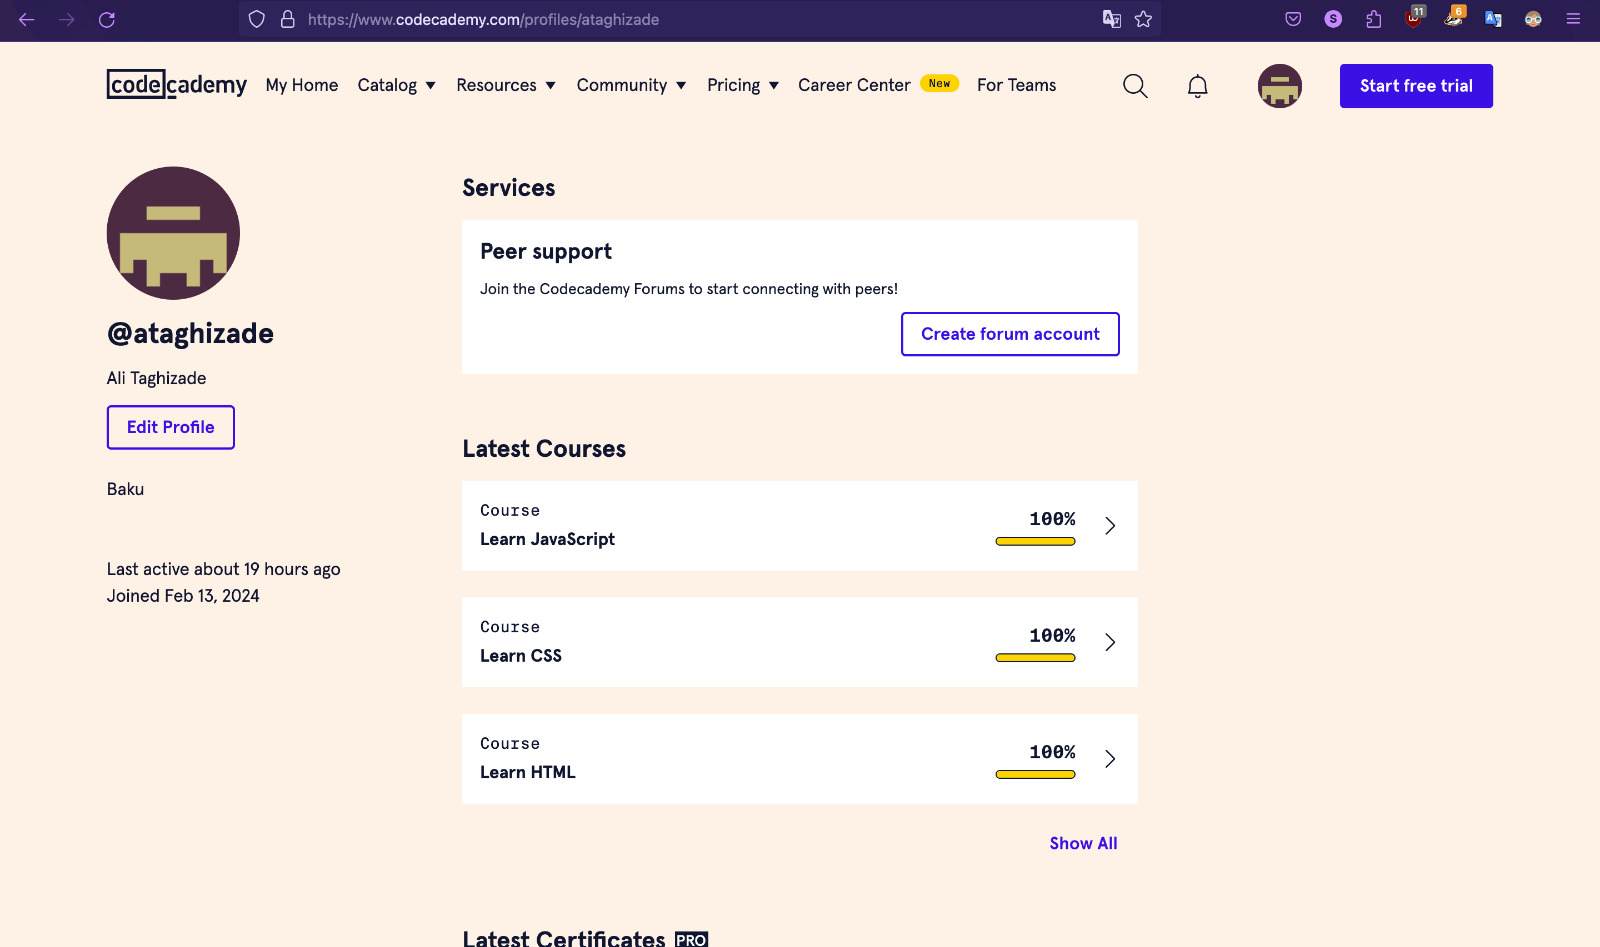 https://www.codecademy.com/profiles/ataghizade
S
11
6
codecademy
My Home
Catalog
Resources
Community
Pricing
Career Center
New
For Teams
Start free trial
@ataghizade
Ali Taghizade
Edit Profile
Baku
Last active about 19 hours ago
Joined Feb 13, 2024
Services
Peer support
Join the Codecademy Forums to start connecting with peers!
Create forum account
Latest Courses
Course
Learn JavaScript
100%
Course
Learn CSS
100%
Course
Learn HTML
100%
Show All
Latest Certificates PRO